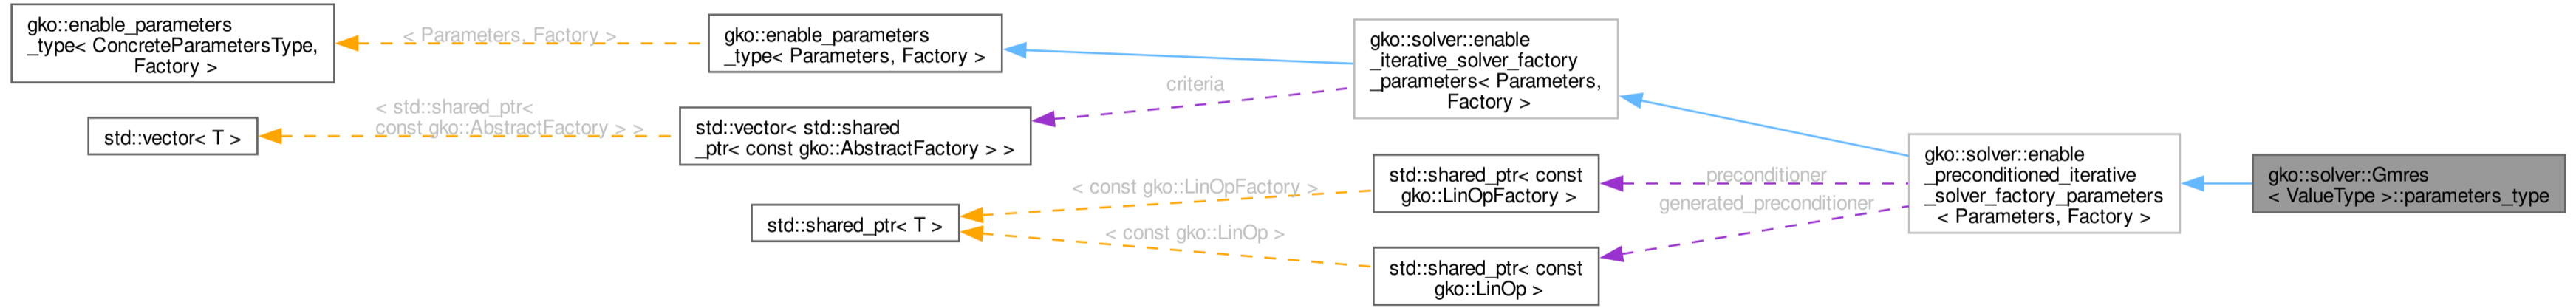 gko::enable_parameters
_type< ConcreteParametersType,
Factory >
< Parameters, Factory >
gko::enable_parameters
_type< Parameters, Factory >
std::vector< T >
< std::shared_ptr<
const gko::AbstractFactory > >
std::vector< std::shared
_ptr< const gko::AbstractFactory > >
criteria
gko::solver::enable
_iterative_solver_factory
_parameters< Parameters,
Factory >
std::shared_ptr< T >
< const gko::LinOpFactory >
< const gko::LinOp >
std::shared_ptr< const
gko::LinOpFactory >
std::shared_ptr< const
gko::LinOp >
preconditioner
generated_preconditioner
gko::solver::enable
_preconditioned_iterative
_solver_factory_parameters
< Parameters, Factory >
gko::solver::Gmres
< ValueType >::parameters_type